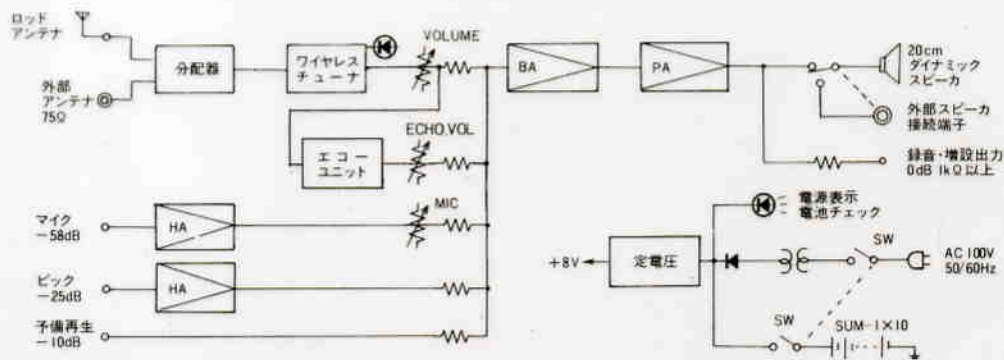 ロッド
アンテナ
外部
アンテナ
75Ω
分配器
ワイヤレス
チューナ
VOLUME
エコー
ユニット
ECHO.VOL
マイク
−58dB
HA
MIC
ピック
−25dB
HA
予備再生
−10dB
BA
PA
20cm
ダイナミック
スピーカ
外部スピーカ
接続端子
録音・増設出力
0dB 1kΩ以上
電源表示
電池チェック
+8V
定電圧
SW
AC100V
50/60Hz
SW
SUM-1×10